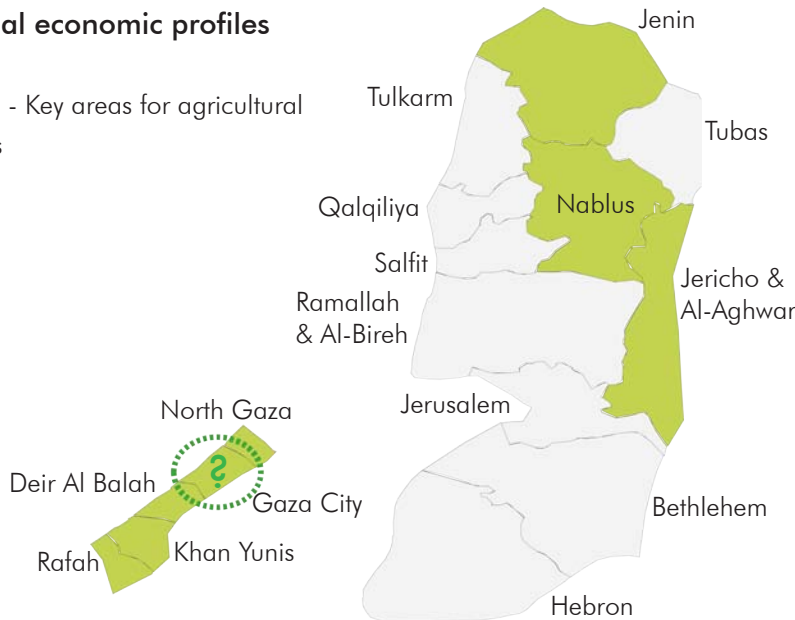 al economic profiles
- Key areas for agricultural
s
Jenin
Tulkarm
Tubas
Qalqiliya
Nablus
Salfit
Jericho &
Al-Aghwar
Ramallah
& Al-Bireh
Jerusalem
North Gaza
?
Deir Al Balah
Gaza City
Bethlehem
Khan Yunis
Rafah
Hebron